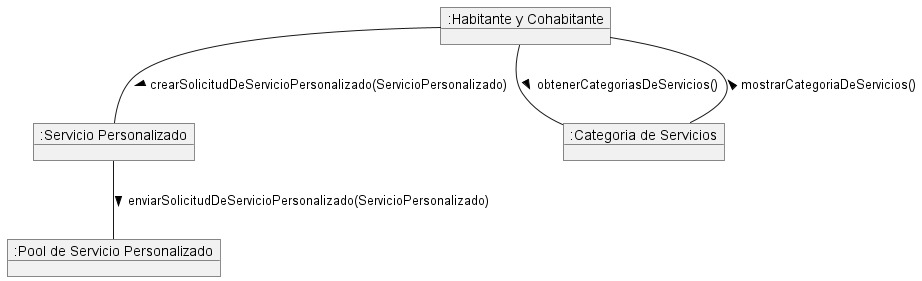 :Habitante y Cohabitante
crearSolicitudDeServicioPersonalizado(ServicioPersonalizado)
obtenerCategoriasDeServicios()
mostrarCategoriaDeServicios()
:Servicio Personalizado
:Categoria de Servicios
enviarSolicitudDeServicioPersonalizado(ServicioPersonalizado)
:Pool de Servicio Personalizado